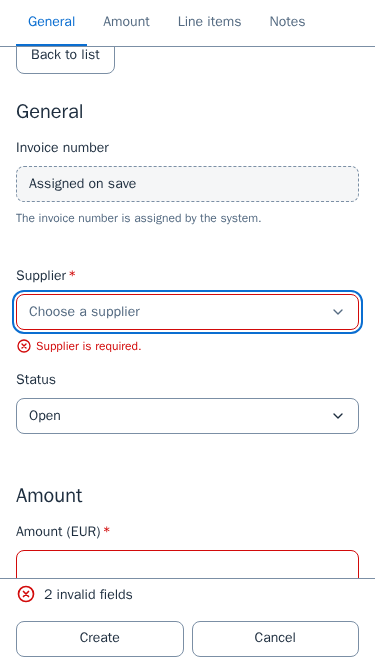 General Amount Line items Notes
Back to list
General
Invoice number
Assigned on save
The invoice number is assigned by the system.
Supplier *
Choose a supplier
Supplier is required.
Status
Open
Amount
Amount (EUR) *
2 invalid fields
Create Cancel